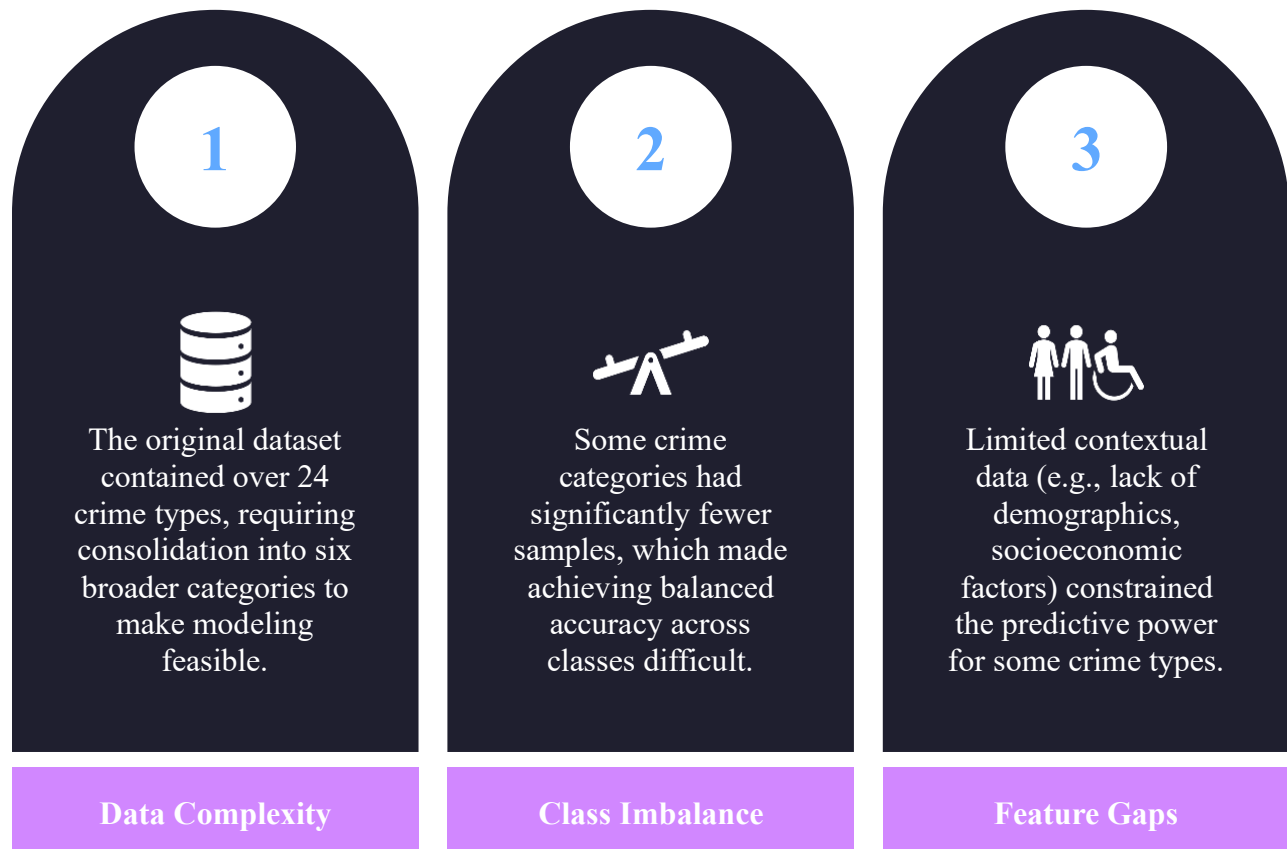 1
The original dataset
contained over 24
crime types, requiring
consolidation into six
broader categories to
make modeling
feasible.
Data Complexity
2
Some crime
categories had
significantly fewer
samples, which made
achieving balanced
accuracy across
classes difficult.
Class Imbalance
3
Limited contextual
data (e.g., lack of
demographics,
socioeconomic
factors) constrained
the predictive power
for some crime types.
Feature Gaps